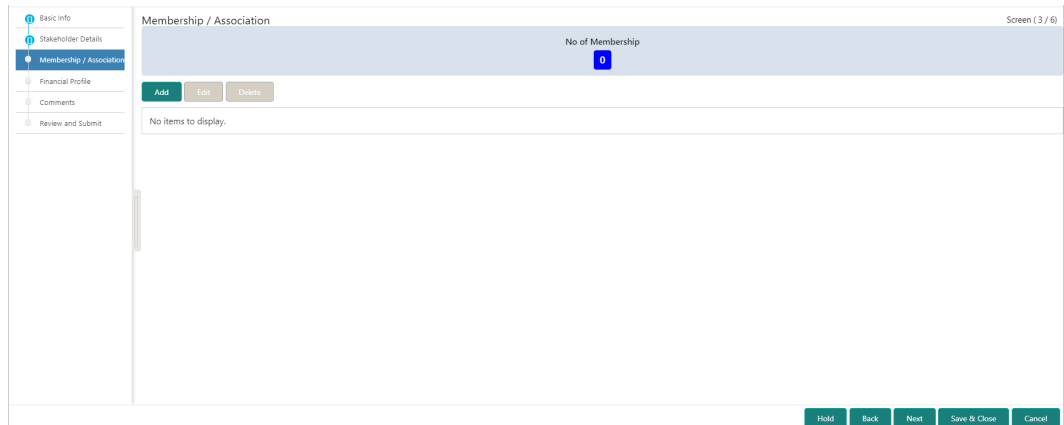 Basic Info
Stakeholder Details
Membership / Association
Financial Profile
Comments
Review and Submit
Membership / Association
Screen ( 3 / 6)
No of Membership
0
Add Edit Delete
No items to display.
Hold Back Next Save & Close Cancel